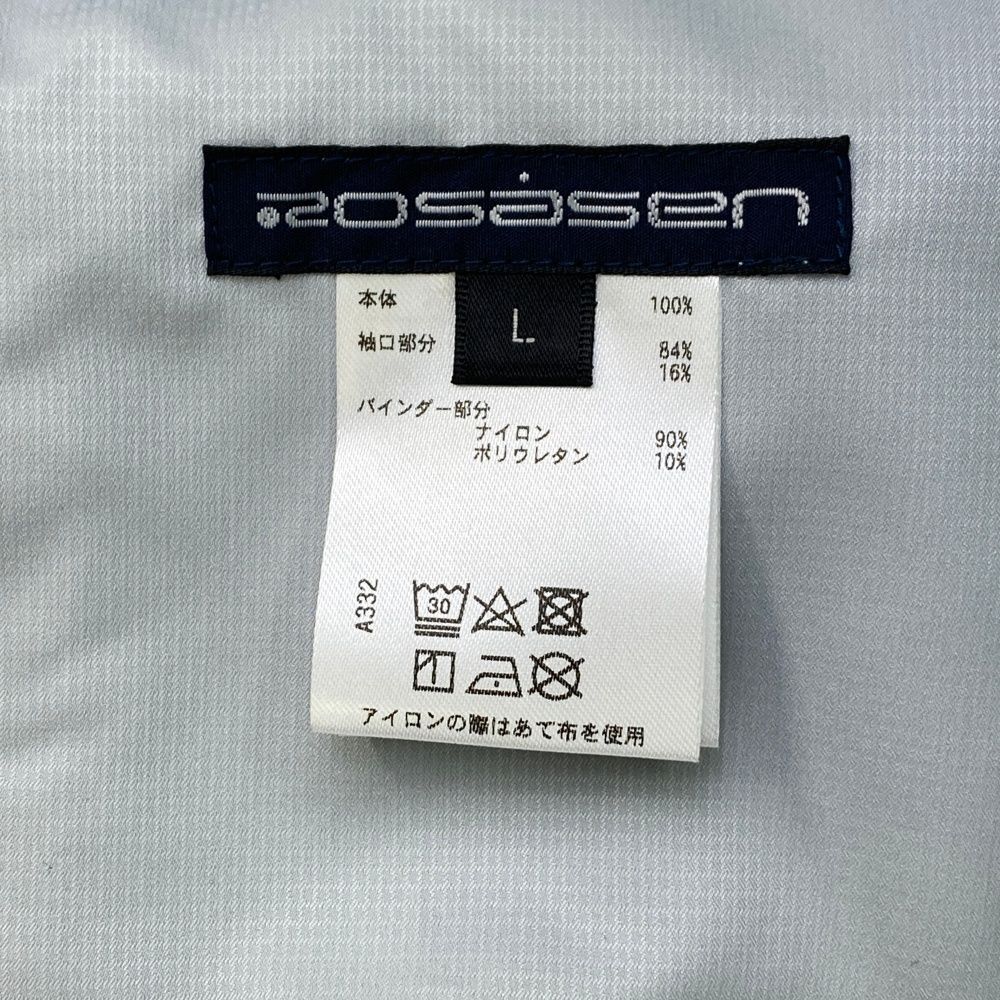 rosasen
L
本体 100%
袖口部分 84%
16%
バインダー部分
ナイロン 90%
ポリウレタン 10%
A332
30
アイロンの際はあて布を使用